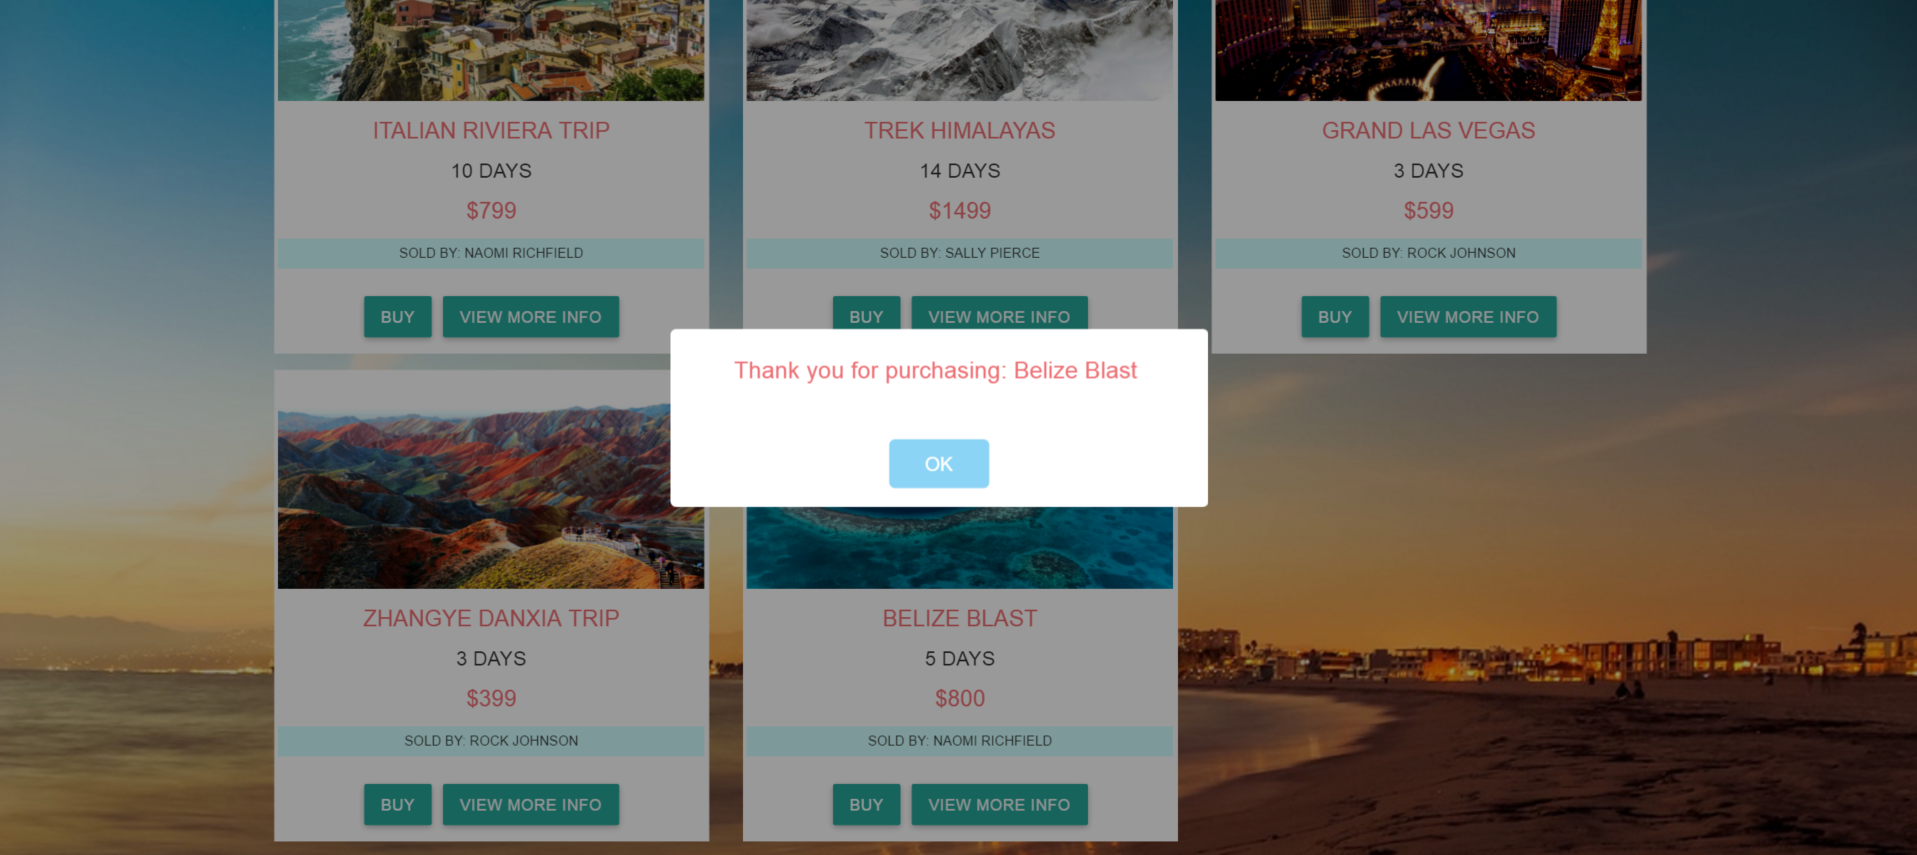 ITALIAN RIVIERA TRIP
10 DAYS
$799
SOLD BY: NAOMI RICHFIELD
BUY
VIEW MORE INFO
TREK HIMALAYAS
14 DAYS
$1499
SOLD BY: SALLY PIERCE
BUY
VIEW MORE INFO
GRAND LAS VEGAS
3 DAYS
$599
SOLD BY: ROCK JOHNSON
BUY
VIEW MORE INFO
Thank you for purchasing: Belize Blast
OK
ZHANGYE DANXIA TRIP
3 DAYS
$399
SOLD BY: ROCK JOHNSON
BUY
VIEW MORE INFO
BELIZE BLAST
5 DAYS
$800
SOLD BY: NAOMI RICHFIELD
BUY
VIEW MORE INFO